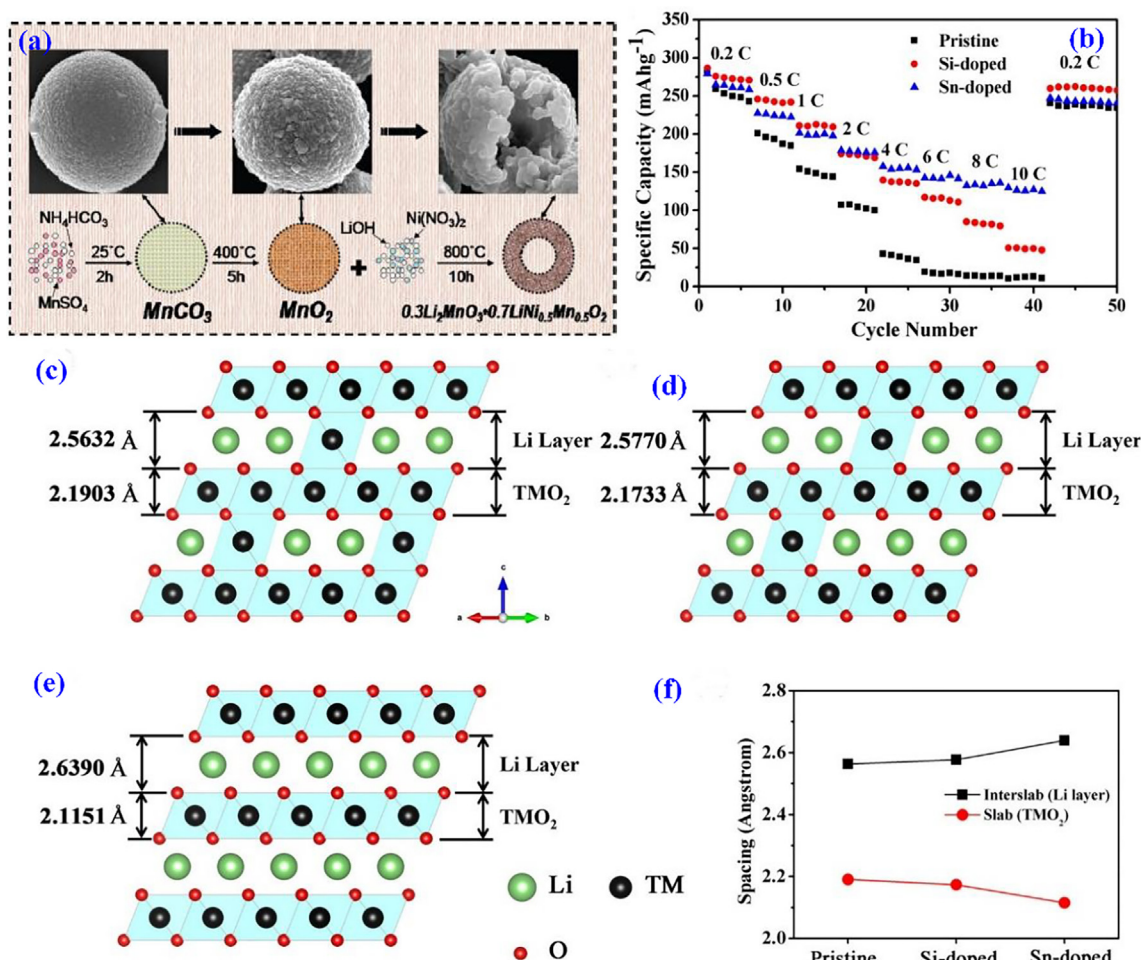 (a)
NH₄HCO₃
MnSO₄
25°C
2h
MnCO₃
400°C
5h
MnO₂
+
LiOH
Ni(NO₃)₂
800°C
10h
0.3Li₂MnO₃•0.7LiNi₀.₅Mn₀.₅O₂
(b)
Specific Capacity (mAhg⁻¹)
350
300
250
200
150
100
50
0
0.2 C
0.5 C
1 C
2 C
4 C
6 C
8 C
10 C
0.2 C
Pristine
Si-doped
Sn-doped
0 10 20 30 40 50
Cycle Number
(c)
2.5632 Å
2.1903 Å
Li Layer
TMO₂
c
a
b
(d)
2.5770 Å
2.1733 Å
Li Layer
TMO₂
(e)
2.6390 Å
2.1151 Å
Li Layer
TMO₂
Li
TM
O
(f)
Spacing (Angstrom)
2.8
2.6
2.4
2.2
2.0
Interslab (Li layer)
Slab (TMO₂)
Pristine Si-doped Sn-doped